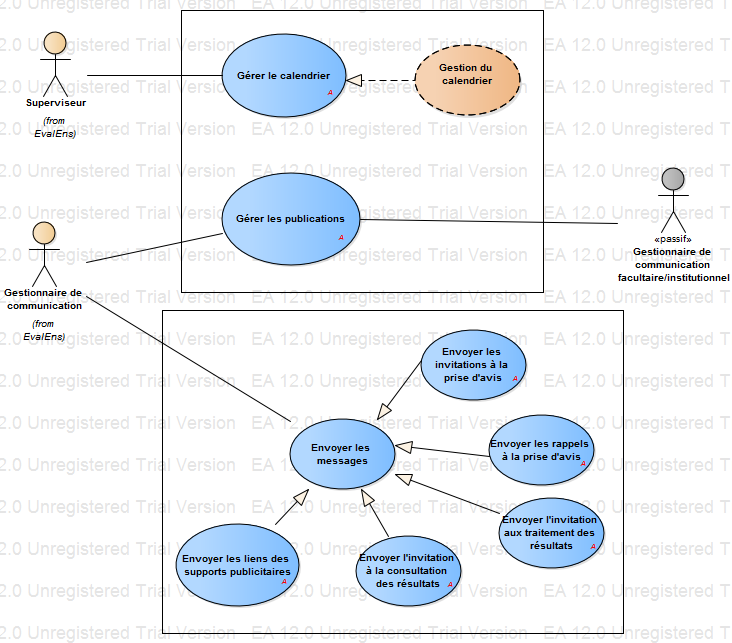 Gérer le calendrier
A
Gestion du
calendrier
Superviseur
(from
EvalEns)
Gérer les publications
A
«passif»
Gestionnaire de
communication
facultaire/institutionnel
Gestionnaire de
communication
(from
EvalEns)
Envoyer les
invitations à la
prise d'avis
A
Envoyer les
messages
Envoyer les rappels
à la prise d'avis
A
Envoyer l'invitation
aux traitement des
résultats
A
Envoyer les liens des
supports publicitaires
A
Envoyer l'invitation
à la consultation
des résultats
A
EA 12.0 Unregistered Trial Version